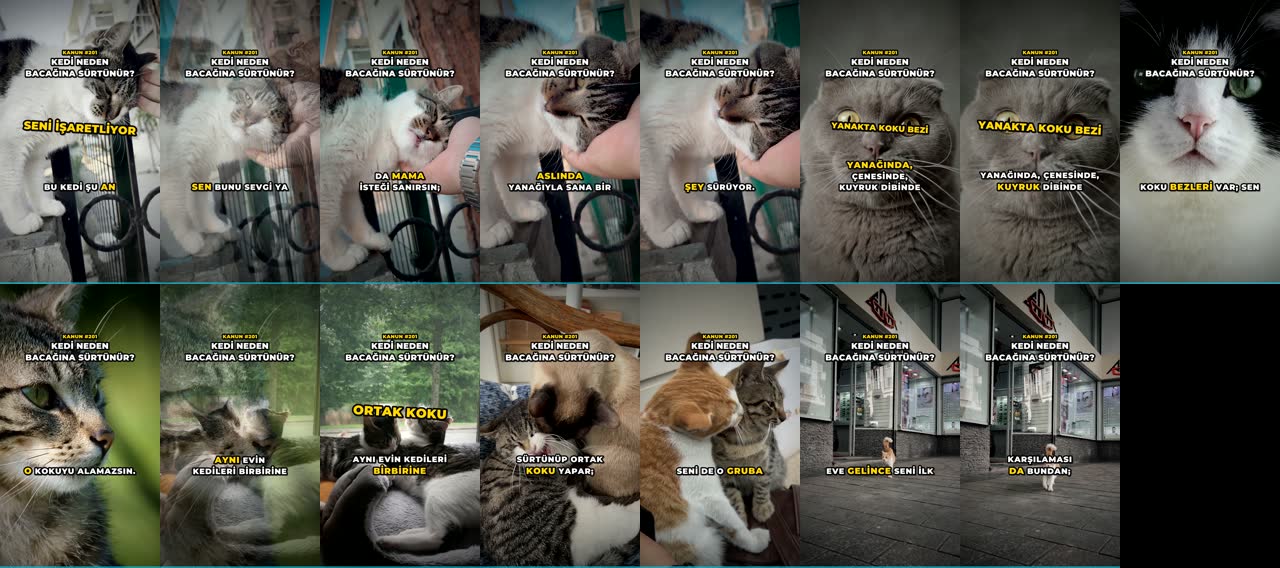 KANUN #201
KEDİ NEDEN
BACAĞINA SÜRTÜNÜR?
SENİ İŞARETLİYOR
BU KEDİ ŞU AN
KANUN #201
KEDİ NEDEN
BACAĞINA SÜRTÜNÜR?
SEN BUNU SEVGİ YA
KANUN #201
KEDİ NEDEN
BACAĞINA SÜRTÜNÜR?
DA MAMA
İSTEĞİ SANIRSIN;
KANUN #201
KEDİ NEDEN
BACAĞINA SÜRTÜNÜR?
ASLINDA
YANAĞIYLA SANA BİR
KANUN #201
KEDİ NEDEN
BACAĞINA SÜRTÜNÜR?
ŞEY SÜRÜYOR.
KANUN #201
KEDİ NEDEN
BACAĞINA SÜRTÜNÜR?
YANAKTA KOKU BEZİ
YANAĞINDA,
ÇENESİNDE,
KUYRUK DİBİNDE
KANUN #201
KEDİ NEDEN
BACAĞINA SÜRTÜNÜR?
YANAKTA KOKU BEZİ
YANAĞINDA, ÇENESİNDE,
KUYRUK DİBİNDE
KANUN #201
KEDİ NEDEN
BACAĞINA SÜRTÜNÜR?
KOKU BEZLERİ VAR; SEN
KANUN #201
KEDİ NEDEN
BACAĞINA SÜRTÜNÜR?
O KOKUYU ALAMAZSIN.
KANUN #201
KEDİ NEDEN
BACAĞINA SÜRTÜNÜR?
AYNI EVİN
KEDİLERİ BİRBİRİNE
KANUN #201
KEDİ NEDEN
BACAĞINA SÜRTÜNÜR?
ORTAK KOKU
AYNI EVİN KEDİLERİ
BİRBİRİNE
KANUN #201
KEDİ NEDEN
BACAĞINA SÜRTÜNÜR?
SÜRTÜNÜP ORTAK
KOKU YAPAR;
KANUN #201
KEDİ NEDEN
BACAĞINA SÜRTÜNÜR?
SENİ DE O GRUBA
KANUN #201
KEDİ NEDEN
BACAĞINA SÜRTÜNÜR?
EVE GELİNCE SENİ İLK
KANUN #201
KEDİ NEDEN
BACAĞINA SÜRTÜNÜR?
KARŞILAMASI
DA BUNDAN;